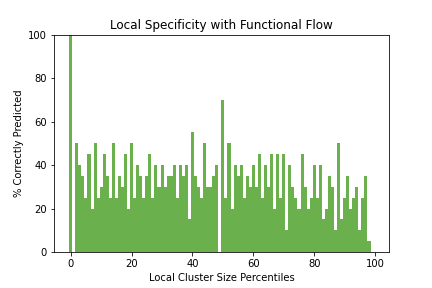 Local Specificity with Functional Flow
100
80
60
40
20
0
% Correctly Predicted
0 20 40 60 80 100
Local Cluster Size Percentiles